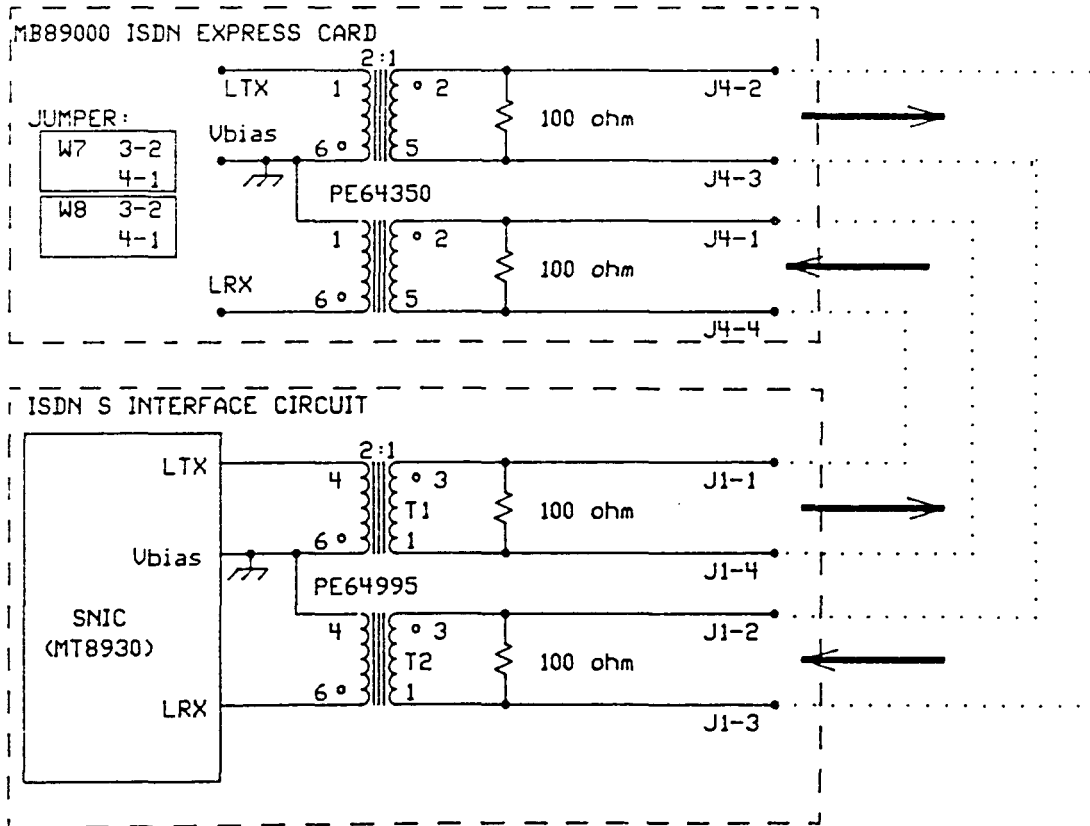 MB89000 ISDN EXPRESS CARD
2:1
LTX 1 2 J4-2
JUMPER:
100 ohm
W7 3-2
4-1
Vbias
6 5 J4-3
PE64350
W8 3-2
4-1
1 2 J4-1
100 ohm
LRX
6 5 J4-4
ISDN S INTERFACE CIRCUIT
2:1
LTX 4 3 J1-1
T1 100 ohm
Vbias 6 1 J1-4
PE64995
SNIC
(MT8930)
4 3 J1-2
T2 100 ohm
LRX 6 1 J1-3